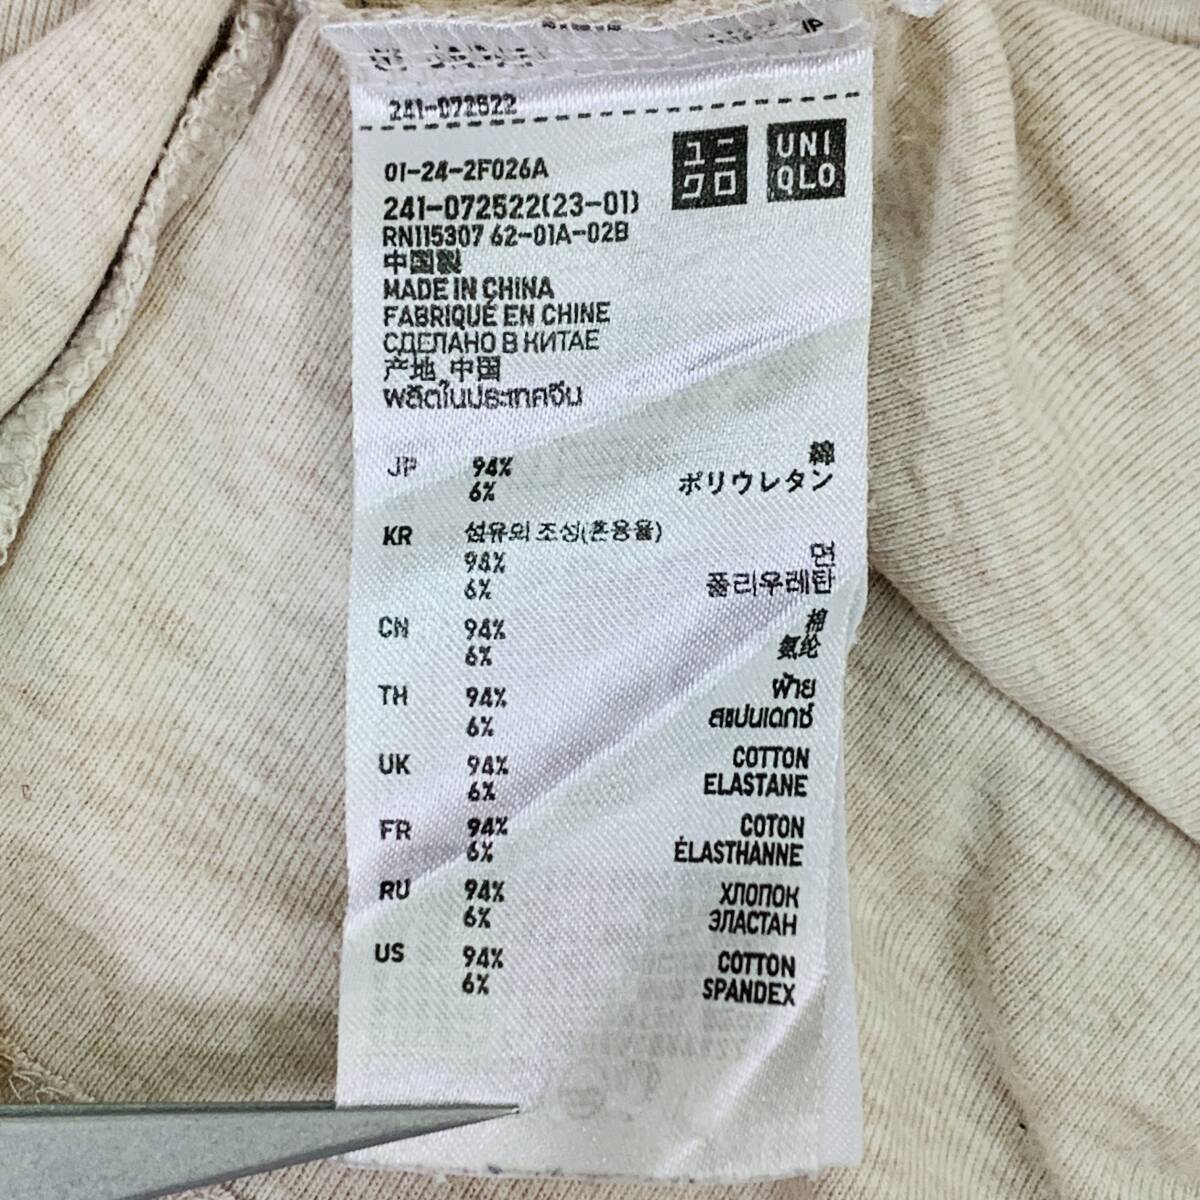 241-072522
01-24-2F026A
ユニ
クロ
UNI
QLO
241-072522(23-01)
RN115307 62-01A-02B
中国製
MADE IN CHINA
FABRIQUÉ EN CHINE
СДЕЛАНО В КИТАЕ
产地 中国
ผลิตในประเทศจีน
JP 94% 綿
6% ポリウレタン
KR 섬유의 조성(혼용율)
94% 면
6% 폴리우레탄
CN 94% 棉
6% 氨纶
TH 94% ฝ้าย
6% สแปนเดกซ์
UK 94% COTTON
6% ELASTANE
FR 94% COTON
6% ÉLASTHANNE
RU 94% ХЛОПОК
6% ЭЛАСТАН
US 94% COTTON
6% SPANDEX